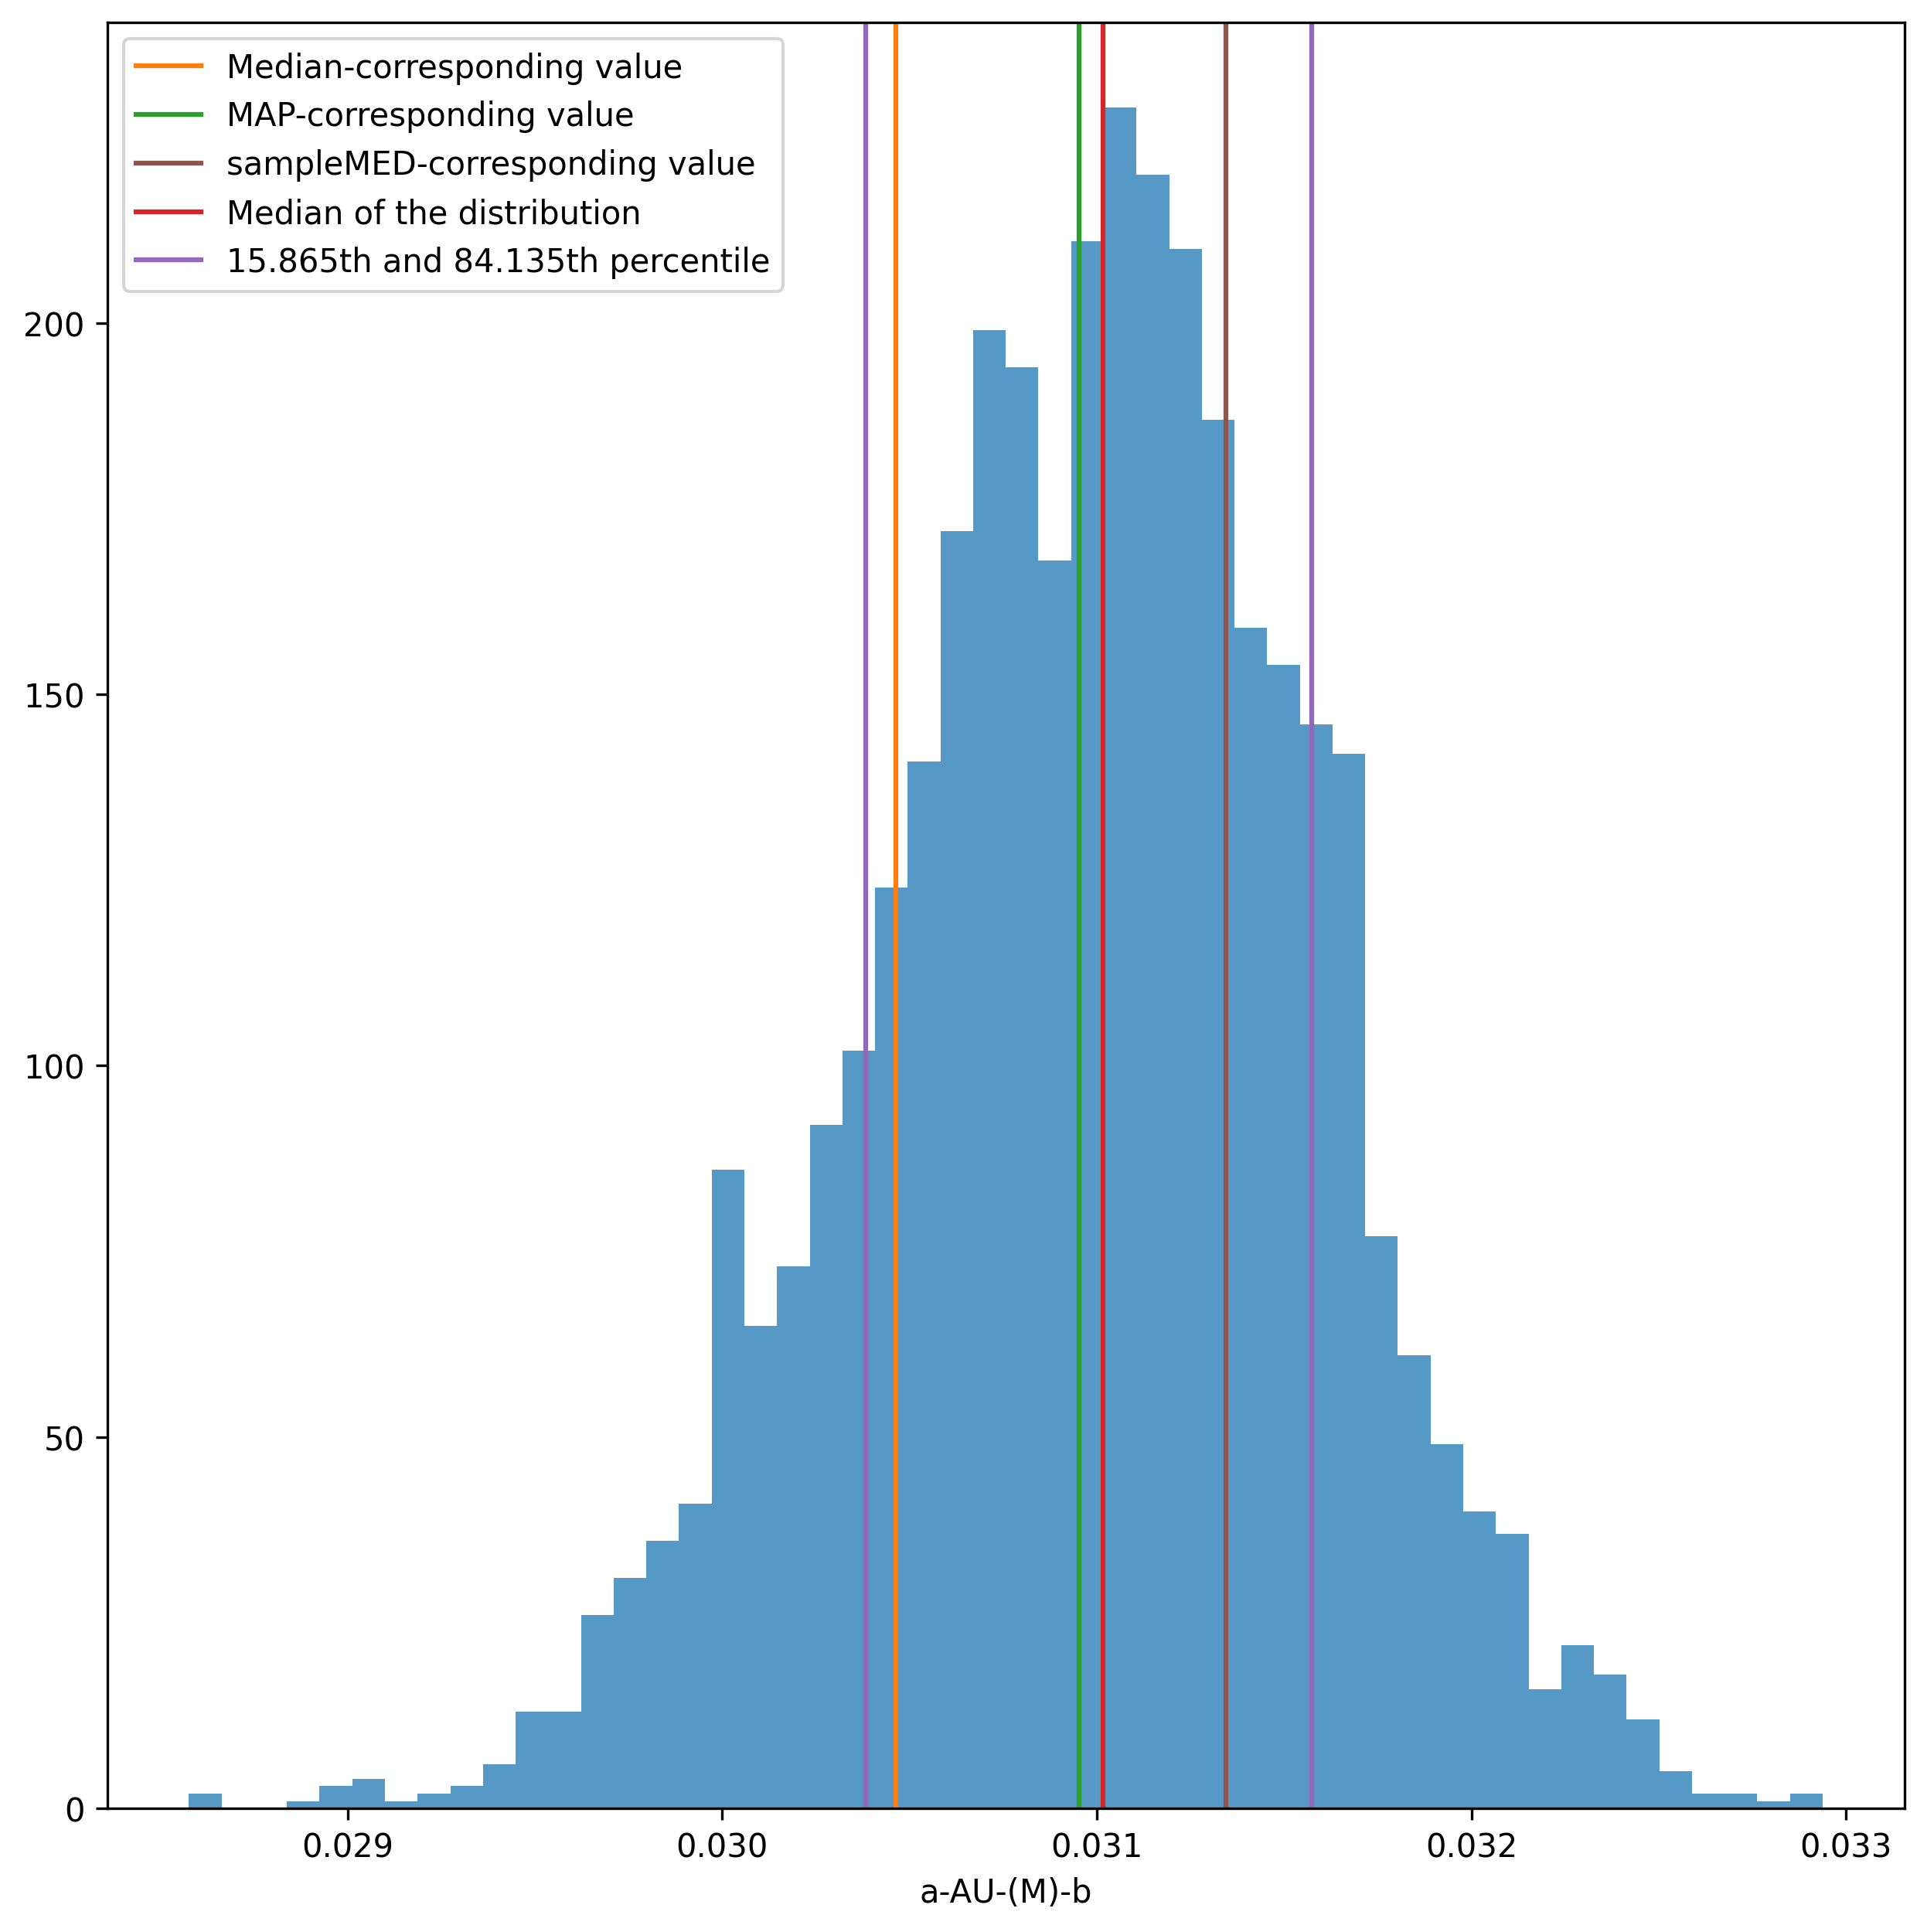 Median-corresponding value
MAP-corresponding value
sampleMED-corresponding value
Median of the distribution
15.865th and 84.135th percentile
200
150
100
50
0
0.029 0.030 0.031 0.032 0.033
a-AU-(M)-b